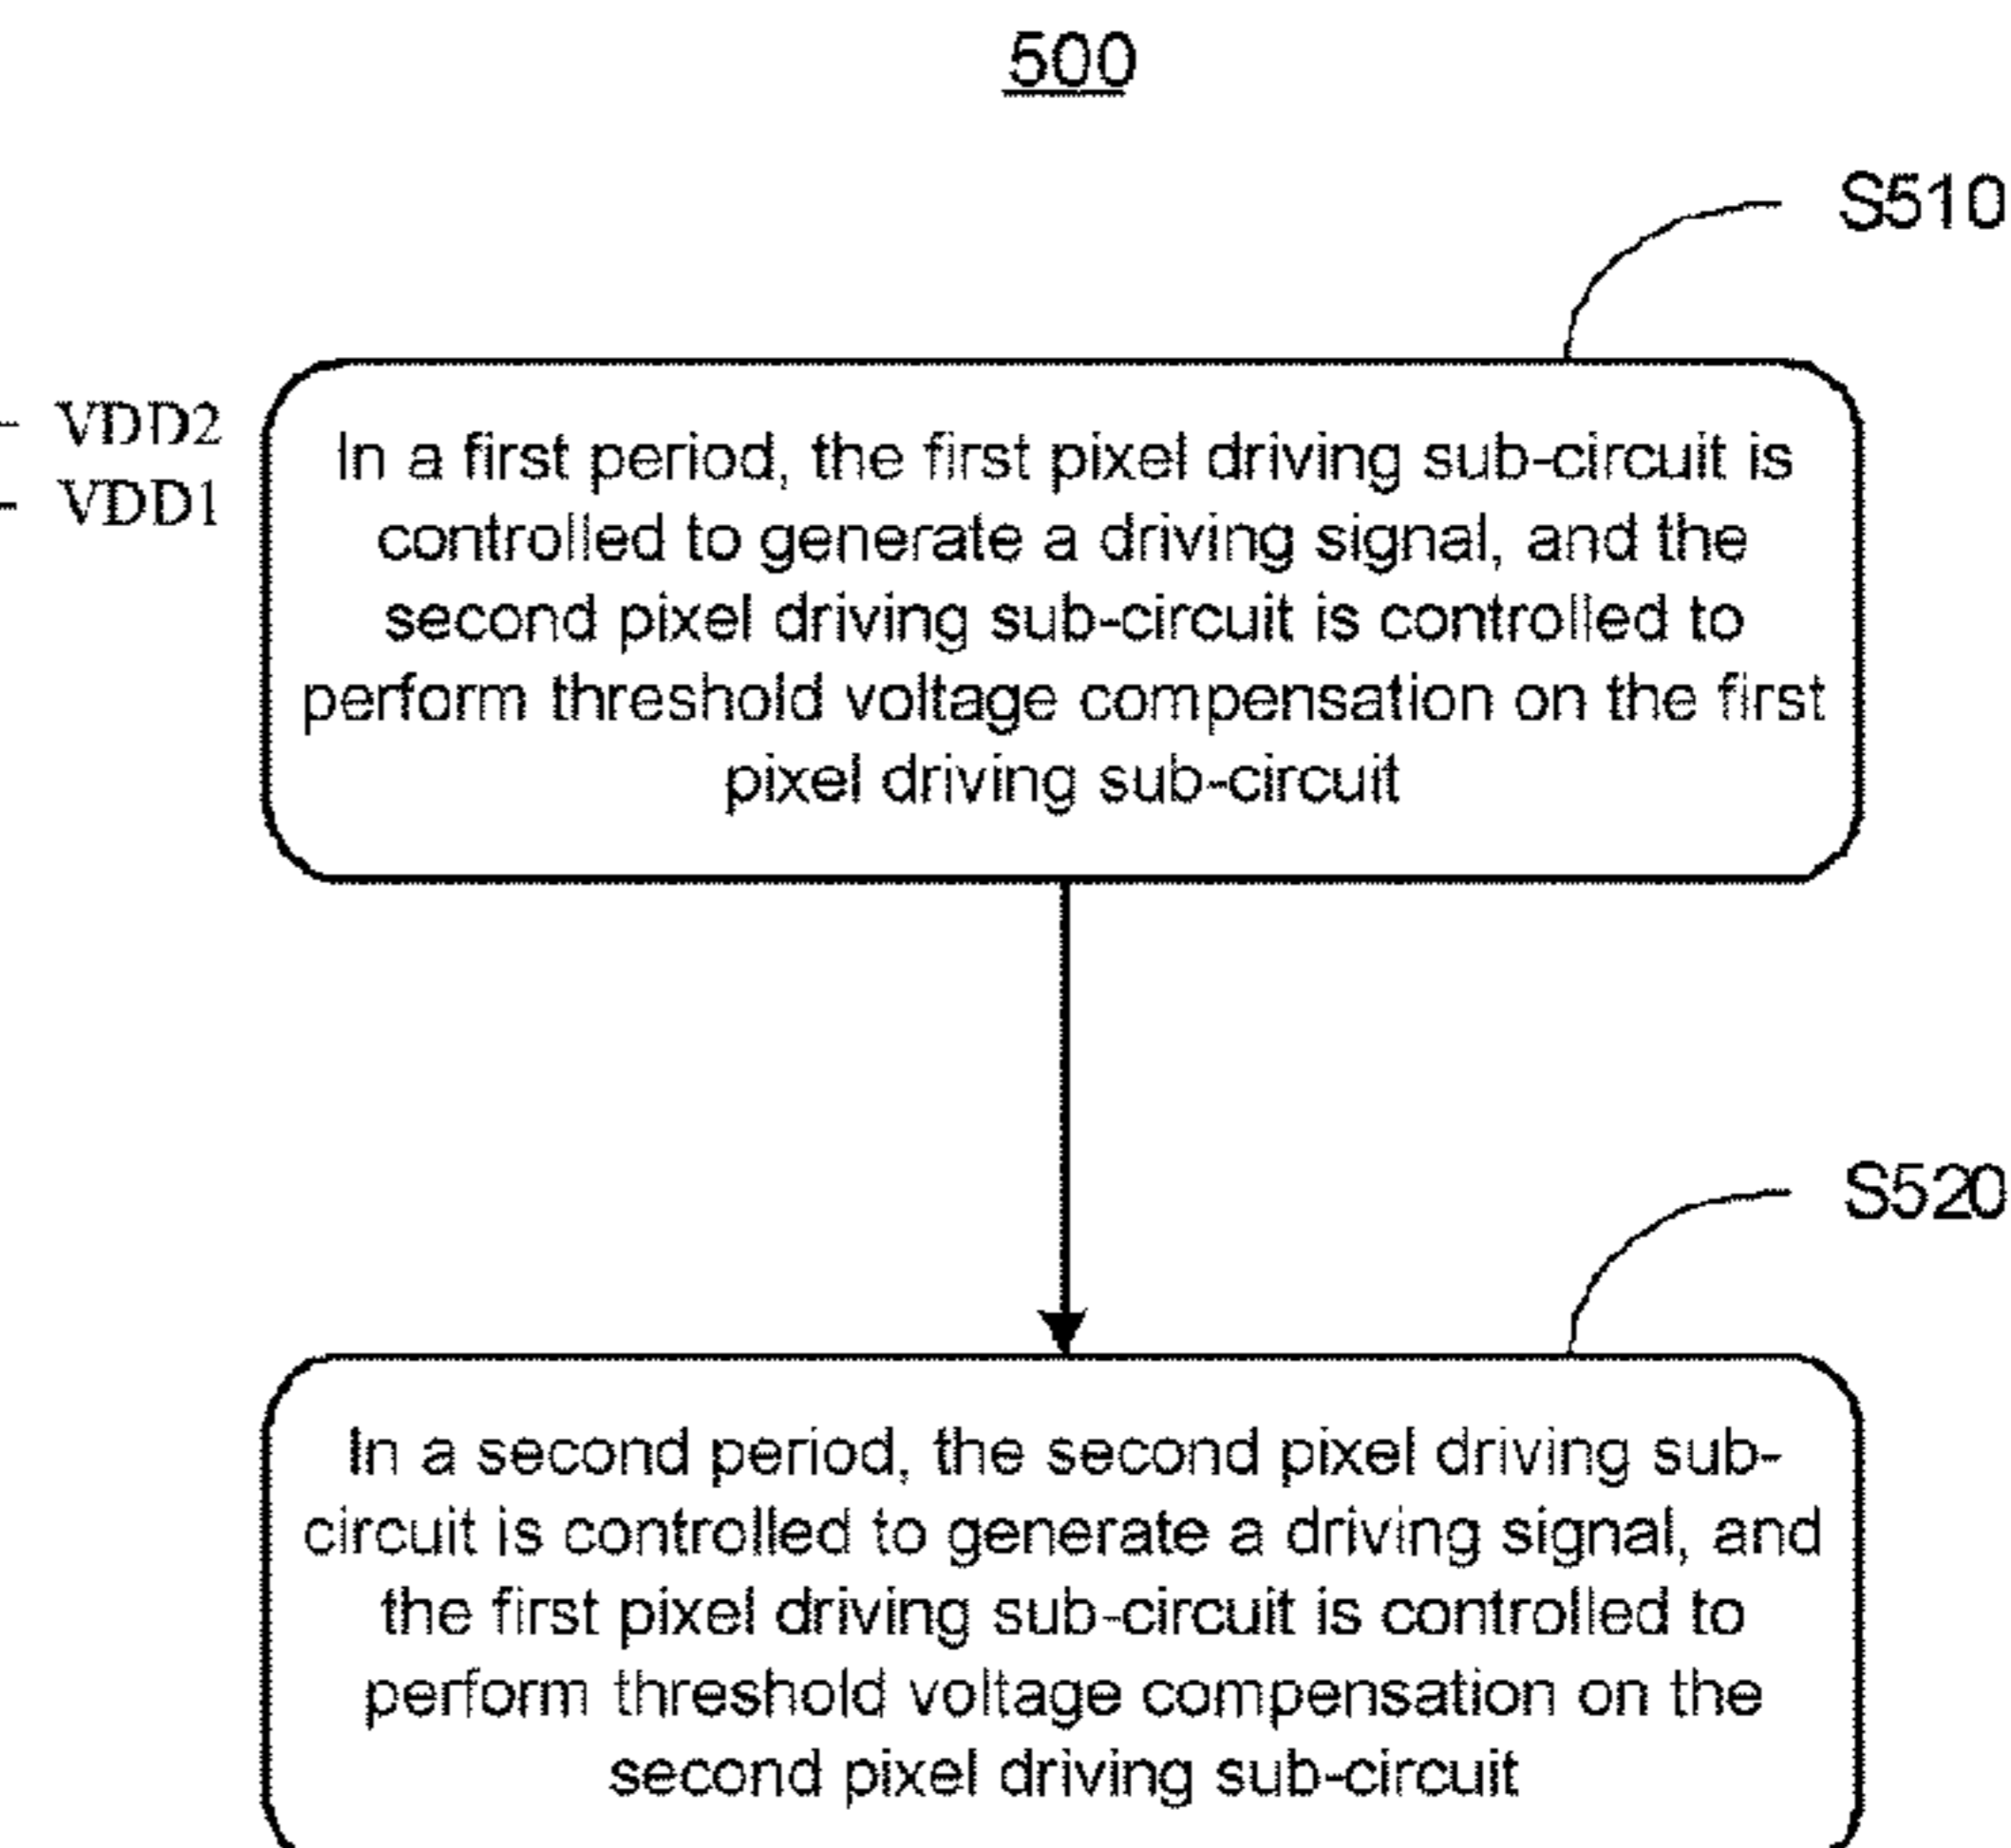 500
S510
VDD2
VDD1
In a first period, the first pixel driving sub-circuit is
controlled to generate a driving signal, and the
second pixel driving sub-circuit is controlled to
perform threshold voltage compensation on the first
pixel driving sub-circuit
S520
In a second period, the second pixel driving sub-
circuit is controlled to generate a driving signal, and
the first pixel driving sub-circuit is controlled to
perform threshold voltage compensation on the
second pixel driving sub-circuit